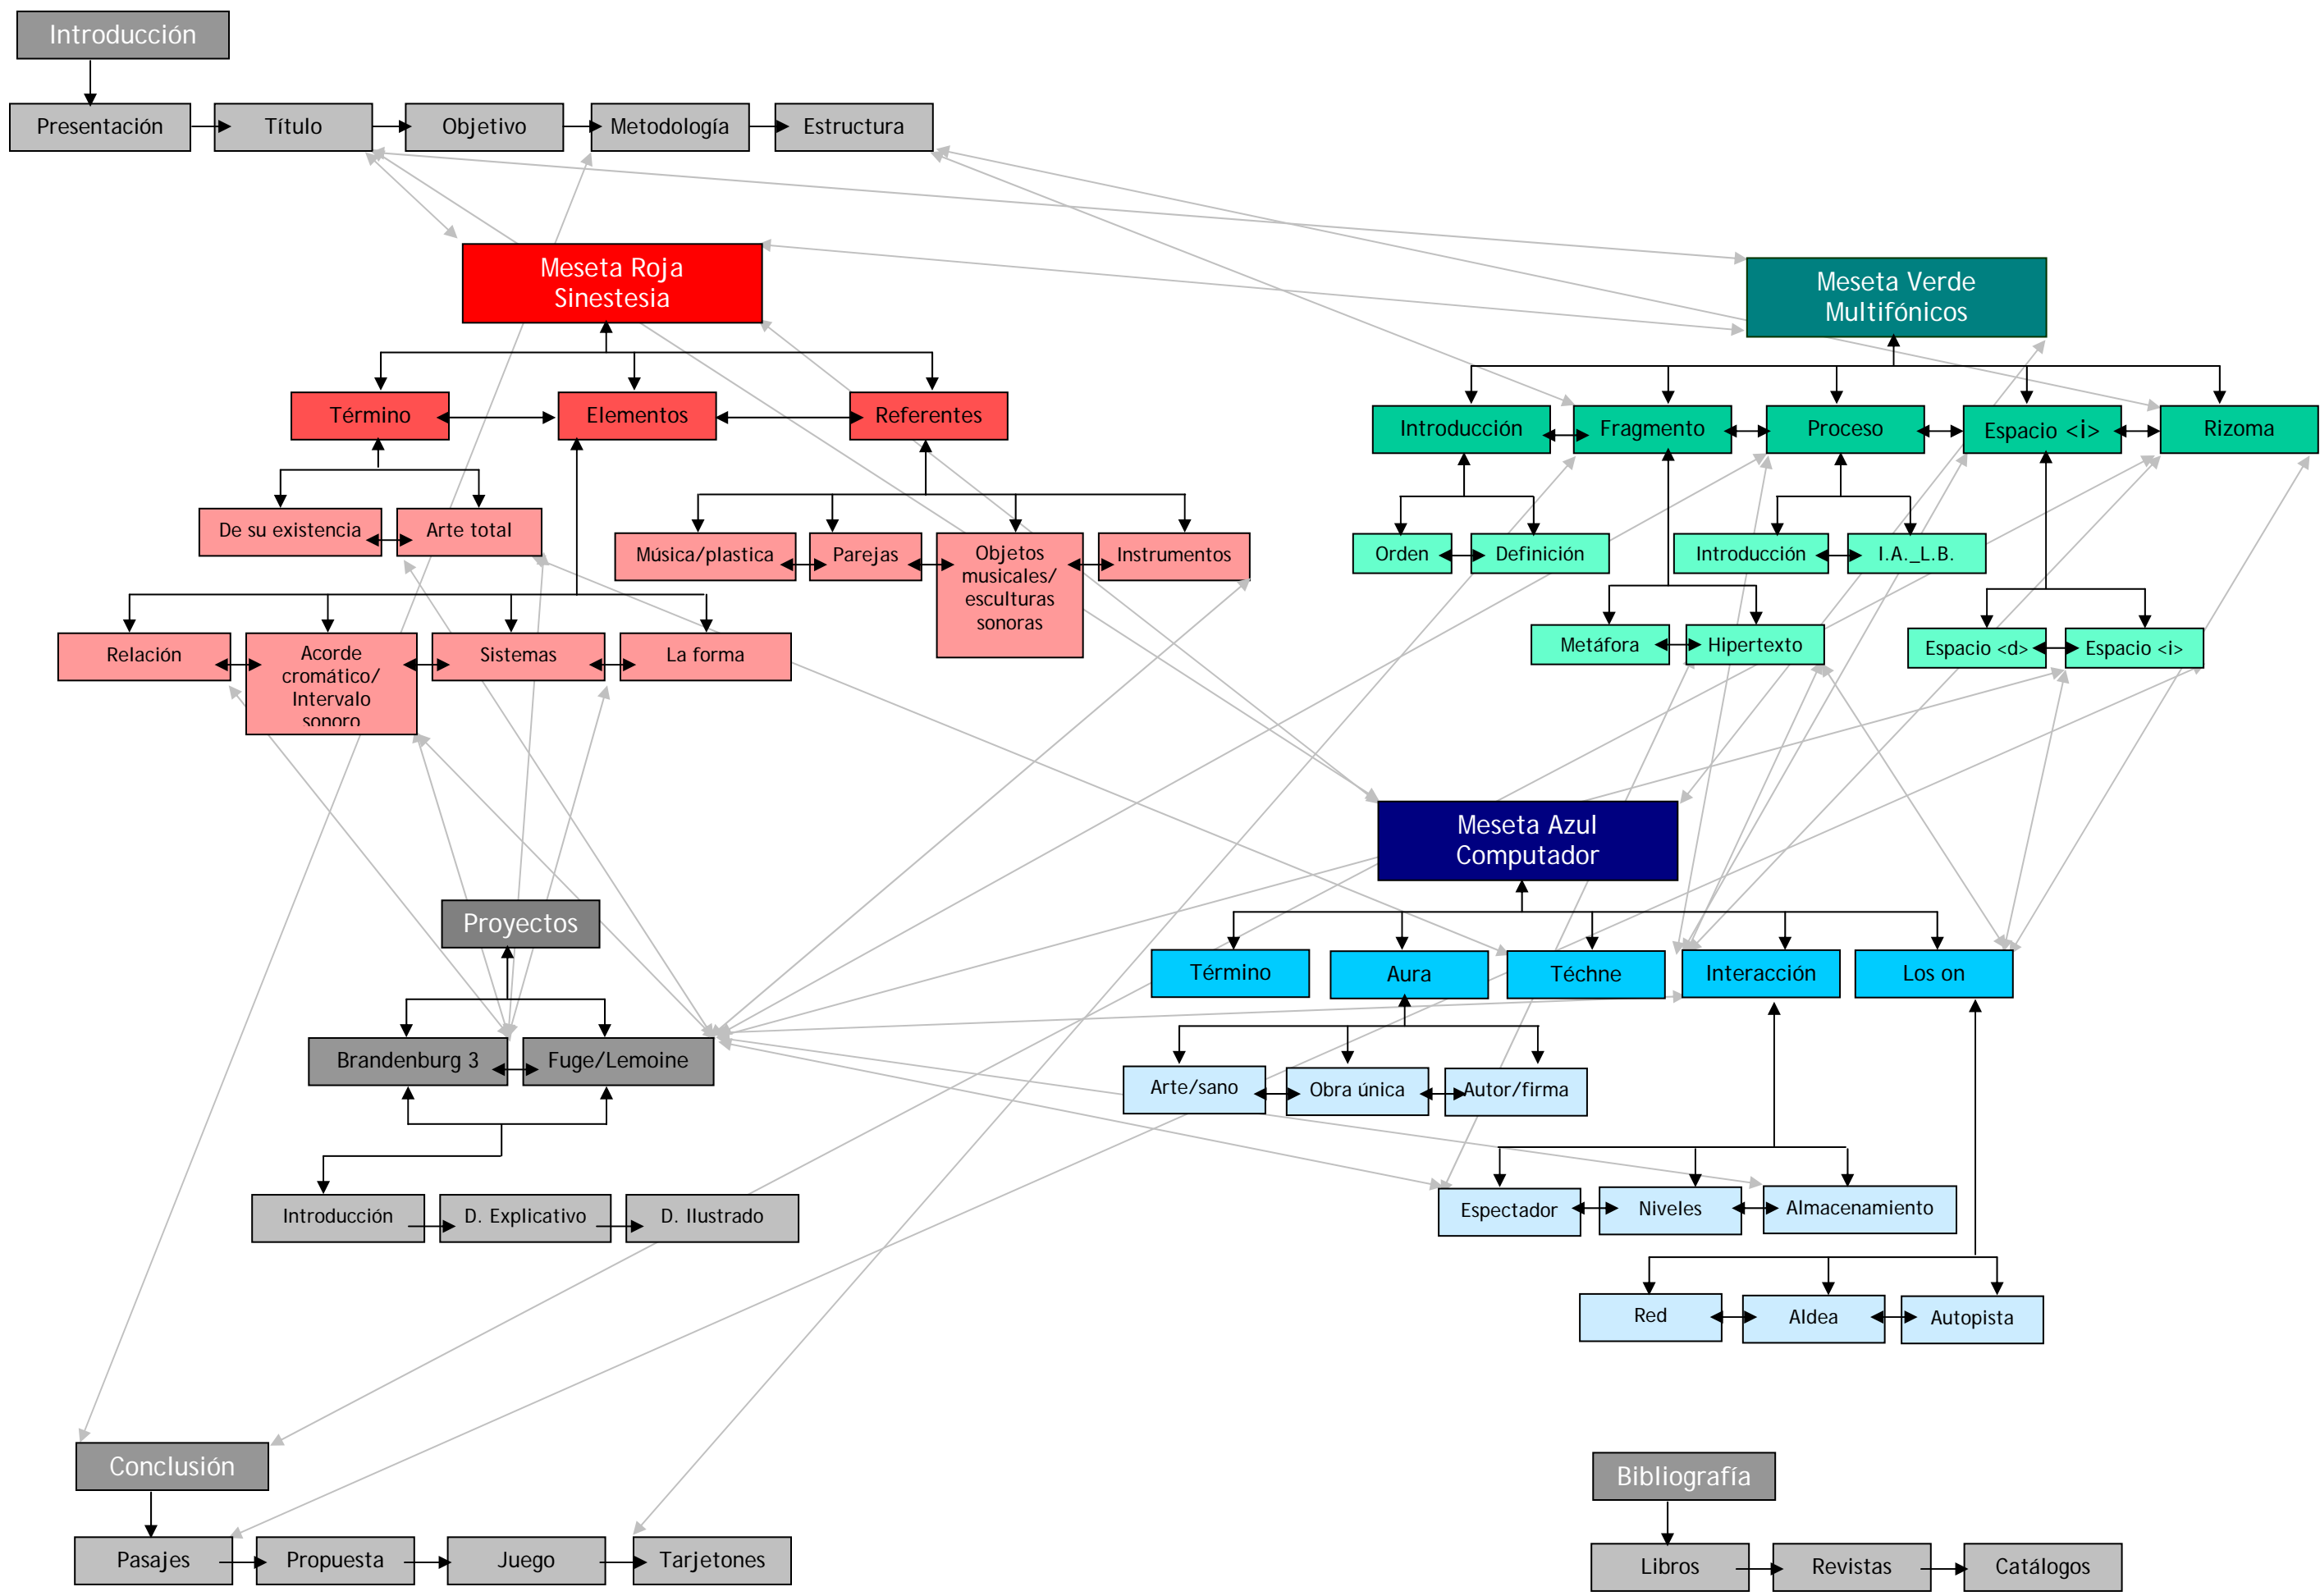 Introducción
Presentación
Título
Objetivo
Metodología
Estructura
Meseta Roja
Sinestesia
Meseta Verde
Multifónicos
Término
Elementos
Referentes
Introducción
Fragmento
Proceso
Espacio <i>
Rizoma
De su existencia
Arte total
Música/plastica
Parejas
Objetos
musicales/
esculturas
sonoras
Instrumentos
Orden
Definición
Introducción
I.A._L.B.
Relación
Acorde
cromático/
Intervalo
sonoro
Sistemas
La forma
Metáfora
Hipertexto
Espacio <d>
Espacio <i>
Meseta Azul
Computador
Proyectos
Término
Aura
Téchne
Interacción
Los on
Brandenburg 3
Fuge/Lemoine
Arte/sano
Obra única
Autor/firma
Introducción
D. Explicativo
D. Ilustrado
Espectador
Niveles
Almacenamiento
Red
Aldea
Autopista
Conclusión
Bibliografía
Pasajes
Propuesta
Juego
Tarjetones
Libros
Revistas
Catálogos